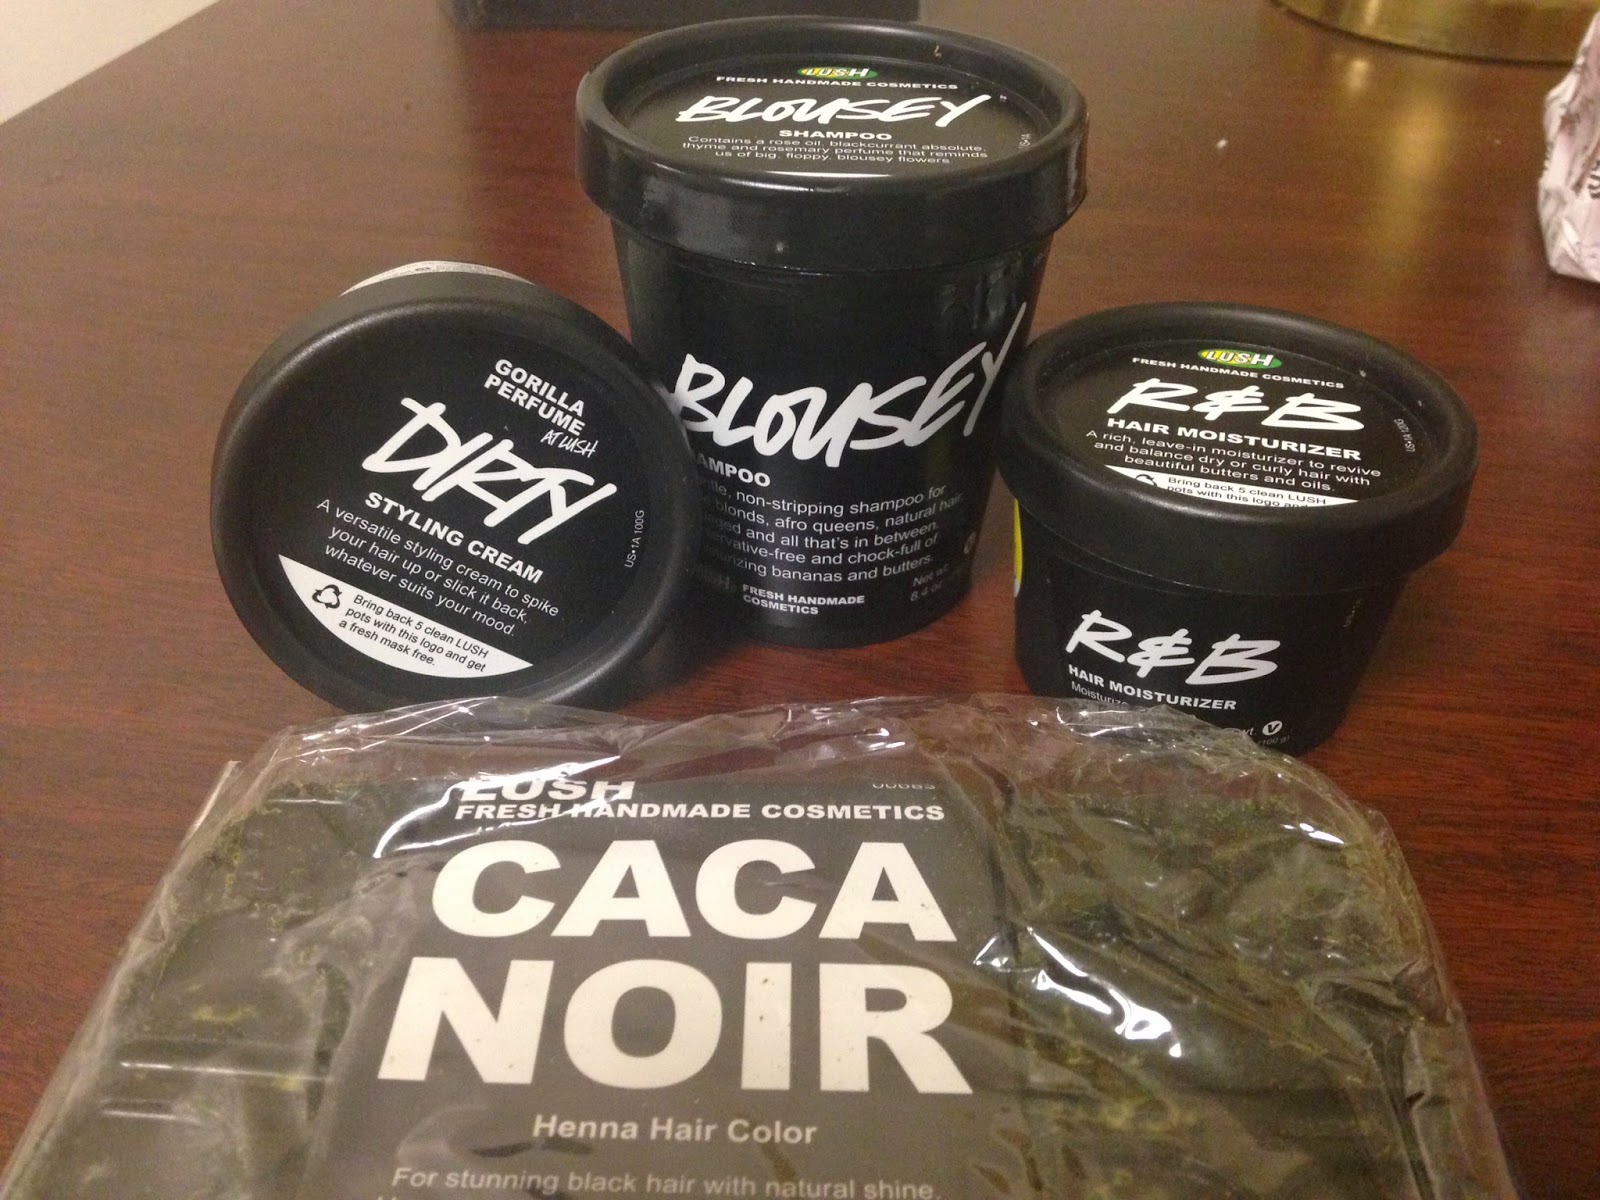 LUSH
FRESH HANDMADE COSMETICS
BLOUSEY
SHAMPOO
Contains a rose oil, blackcurrant absolute,
thyme and rosemary perfume that reminds
us of big, floppy, blousey flowers
BLOUSEY
SHAMPOO
non-stripping shampoo for
blonds, afro queens, natural hair,
and all that's in between.
and chock-full of
bananas and butters.
FRESH HANDMADE
COSMETICS
Net
8.4 oz
GORILLA
PERFUME
AT LUSH
DIRTY
STYLING CREAM
A versatile styling cream to spike
your hair up or slick it back,
whatever suits your mood.
US•1A 100G
Bring back 5 clean LUSH
pots with this logo and get
a fresh mask free.
LUSH
FRESH HANDMADE COSMETICS
R&B
HAIR MOISTURIZER
A rich, leave-in moisturizer to revive
and balance dry or curly hair with
beautiful butters and oils.
Bring back 5 clean LUSH
pots with this logo and
R&B
HAIR MOISTURIZER
wt.
(100 g)
LUSH
FRESH HANDMADE COSMETICS
CACA
NOIR
Henna Hair Color
For stunning black hair with natural shine.